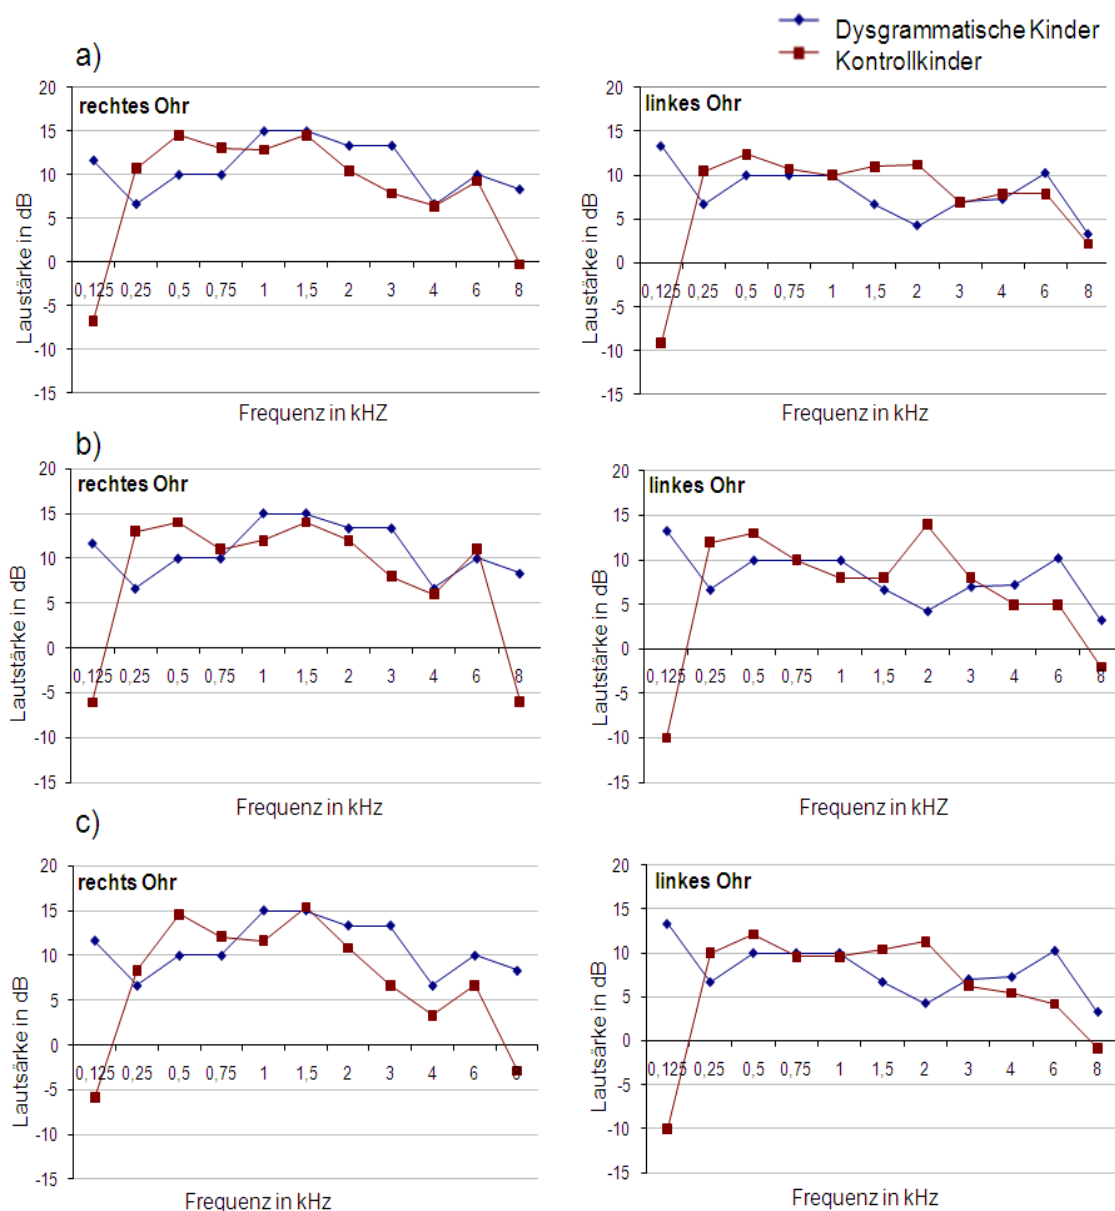 Dysgrammatische Kinder
Kontrollkinder
a)
rechtes Ohr
20
15
10
5
0
-5
-10
-15
0,125 0,25 0,5 0,75 1 1,5 2 3 4 6 8
Laustärke in dB
Frequenz in kHZ
linkes Ohr
20
15
10
5
0
-5
-10
-15
0,125 0,25 0,5 0,75 1 1,5 2 3 4 6 8
Laustärke in dB
Frequenz in kHz
b)
rechtes Ohr
20
15
10
5
0
-5
-10
-15
0,125 0,25 0,5 0,75 1 1,5 2 3 4 6 8
Lautstärke in dB
Frequenz in kHz
linkes Ohr
20
15
10
5
0
-5
-10
-15
0,125 0,25 0,5 0,75 1 1,5 2 3 4 6 8
Lautstärke in dB
Frequenz in kHZ
c)
rechts Ohr
20
15
10
5
0
-5
-10
-15
0,125 0,25 0,5 0,75 1 1,5 2 3 4 6 8
Lautsärke in dB
Frequenz in kHz
linkes Ohr
20
15
10
5
0
-5
-10
-15
0,125 0,25 0,5 0,75 1 1,5 2 3 4 6 8
Lautstärke in dB
Frequenz in kHz